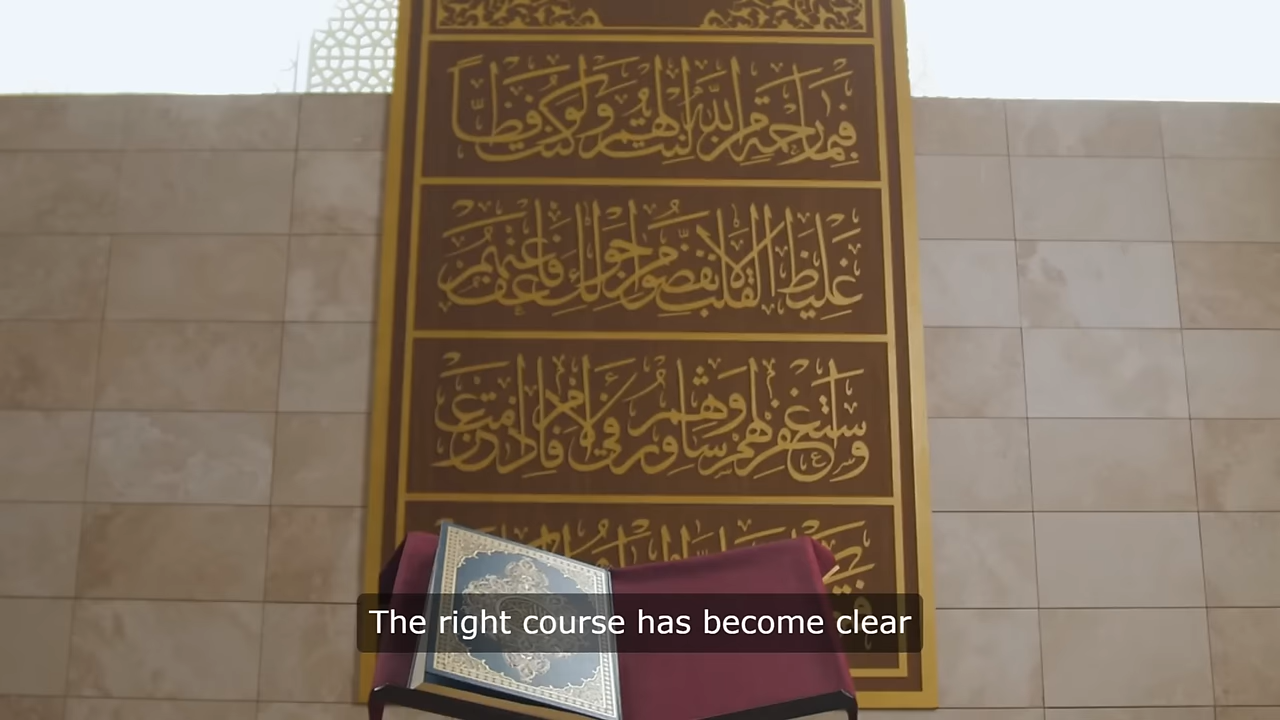 فبما رحمة من الله لنت لهم ولو كنت فظاً
غليظ القلب لانفضوا من حولك فاعف عنهم
واستغفر لهم وشاورهم في الأمر فإذا عزمت
The right course has become clear